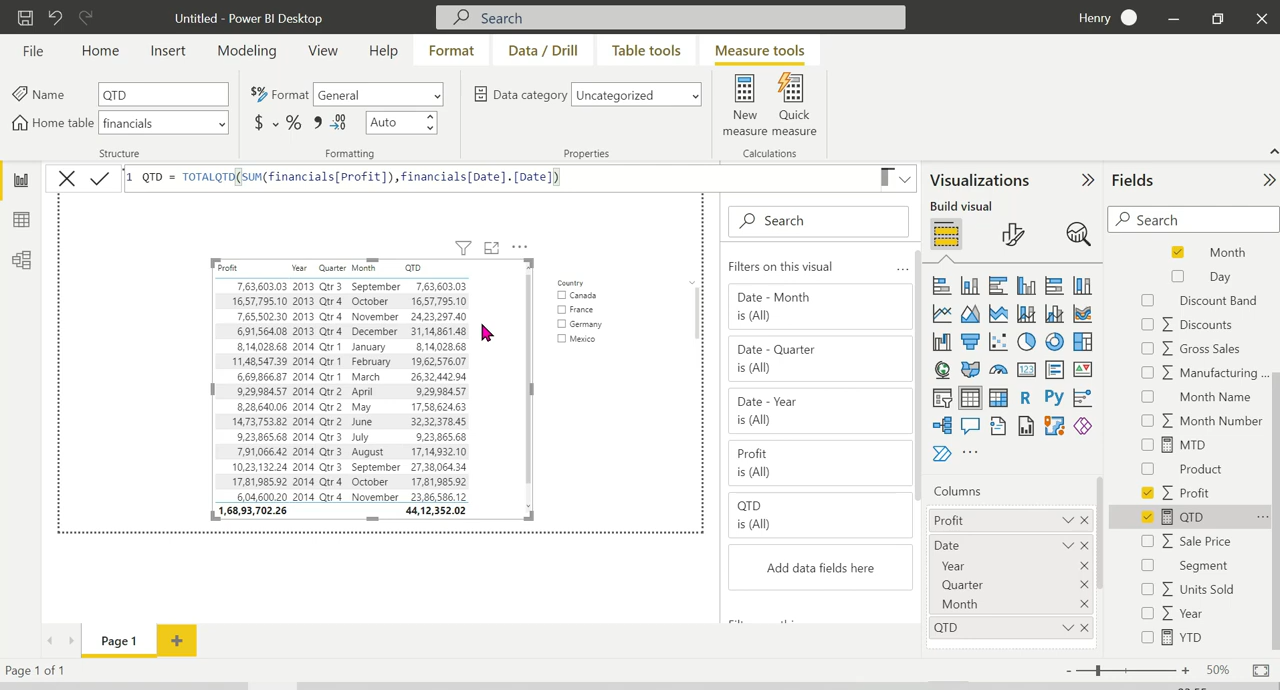 Untitled - Power BI Desktop
Search
Henry
File
Home
Insert
Modeling
View
Help
Format
Data / Drill
Table tools
Measure tools
Name
QTD
Home table
financials
Structure
$% Format
General
$ % 9 .00
Auto
Formatting
Data category
Uncategorized
Properties
New
measure
Quick
measure
Calculations
1 QTD = TOTALQTD(SUM(financials[Profit]),financials[Date].[Date])
Profit Year Quarter Month QTD
7,63,603.03 2013 Qtr 3 September 7,63,603.03
16,57,795.10 2013 Qtr 4 October 16,57,795.10
7,65,502.30 2013 Qtr 4 November 24,23,297.40
6,91,564.08 2013 Qtr 4 December 31,14,861.48
8,14,028.68 2014 Qtr 1 January 8,14,028.68
11,48,547.39 2014 Qtr 1 February 19,62,576.07
6,69,866.87 2014 Qtr 1 March 26,32,442.94
9,29,984.57 2014 Qtr 2 April 9,29,984.57
8,28,640.06 2014 Qtr 2 May 17,58,624.63
14,73,753.82 2014 Qtr 2 June 32,32,378.45
9,23,865.68 2014 Qtr 3 July 9,23,865.68
7,91,066.42 2014 Qtr 3 August 17,14,932.10
10,23,132.24 2014 Qtr 3 September 27,38,064.34
17,81,985.92 2014 Qtr 4 October 17,81,985.92
6,04,600.20 2014 Qtr 4 November 23,86,586.12
1,68,93,702.26 44,12,352.02
Country
Canada
France
Germany
Mexico
Search
Filters on this visual
Date - Month
is (All)
Date - Quarter
is (All)
Date - Year
is (All)
Profit
is (All)
QTD
is (All)
Add data fields here
Visualizations
Build visual
123
R
Py
Columns
Profit
Date
Year
Quarter
Month
QTD
Fields
Search
Month
Day
Discount Band
Discounts
Gross Sales
Manufacturing ...
Month Name
Month Number
MTD
Product
Profit
QTD
Sale Price
Segment
Units Sold
Year
YTD
Page 1
Page 1 of 1
50%